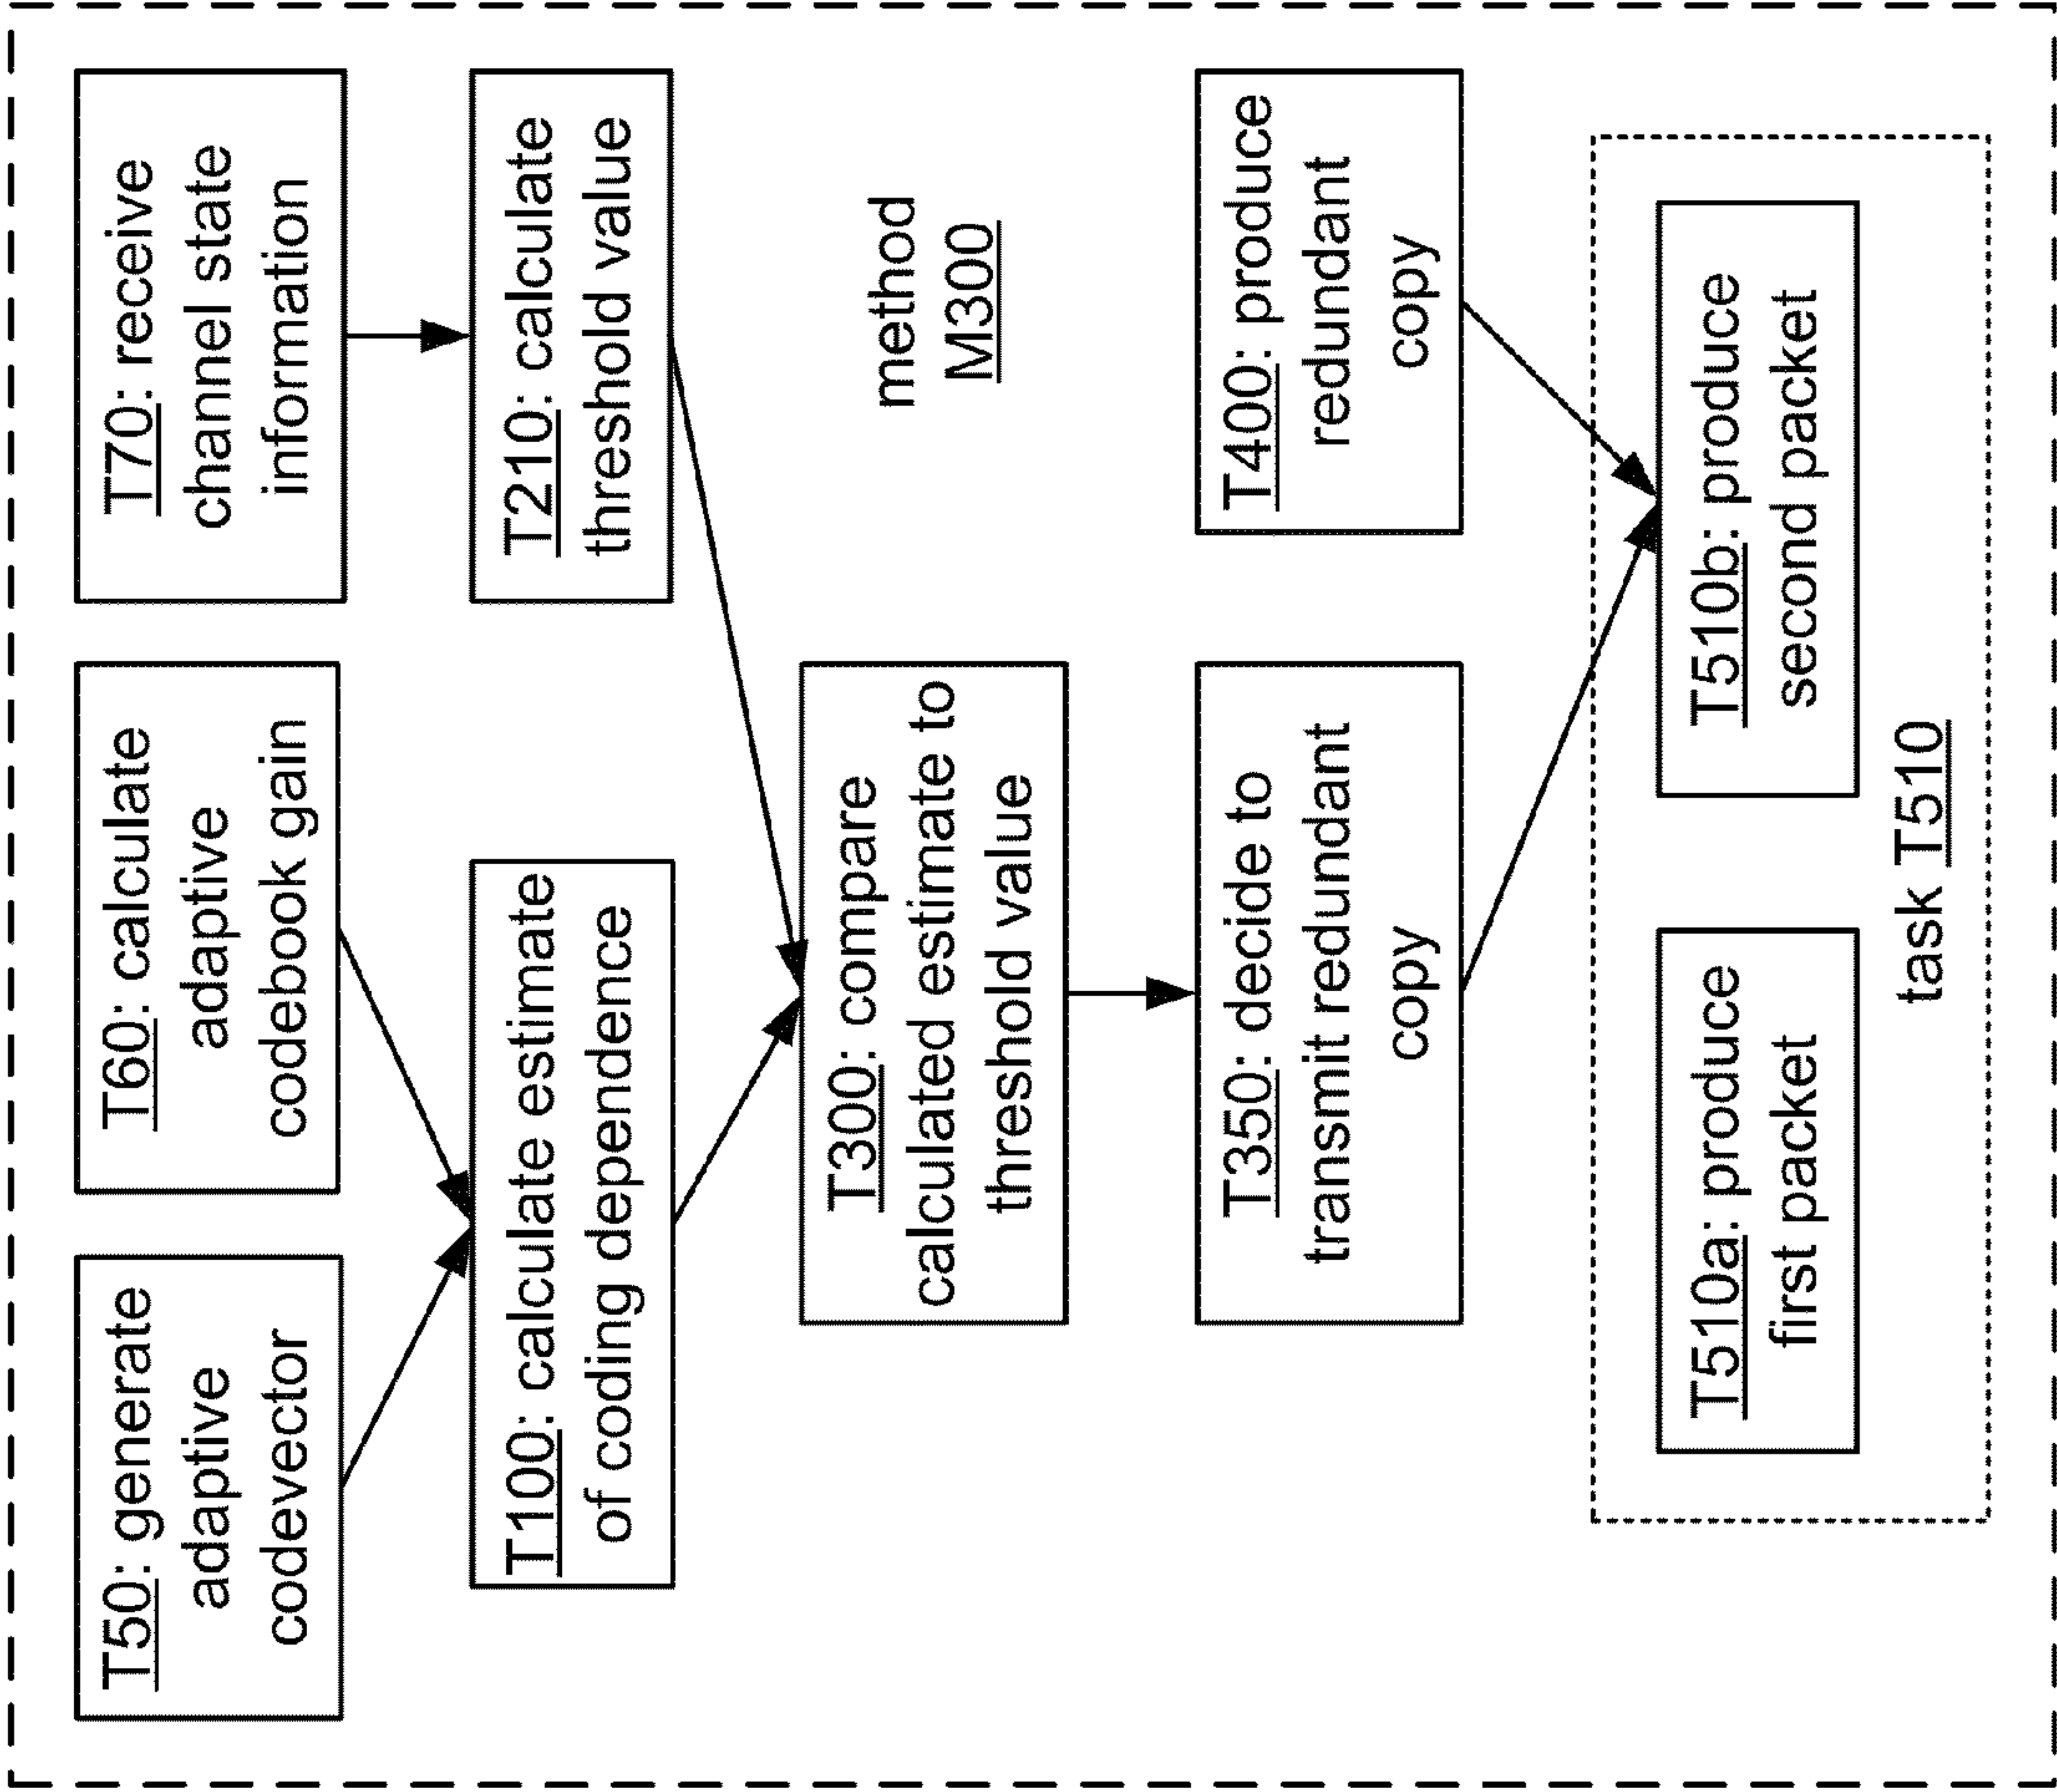 T50: generate
adaptive
codevector
T60: calculate
adaptive
codebook gain
T70: receive
channel state
information
T100: calculate estimate
of coding dependence
T210: calculate
threshold value
T300: compare
calculated estimate to
threshold value
method
M300
T350: decide to
transmit redundant
copy
T400: produce
redundant
copy
T510a: produce
first packet
T510b: produce
second packet
task T510